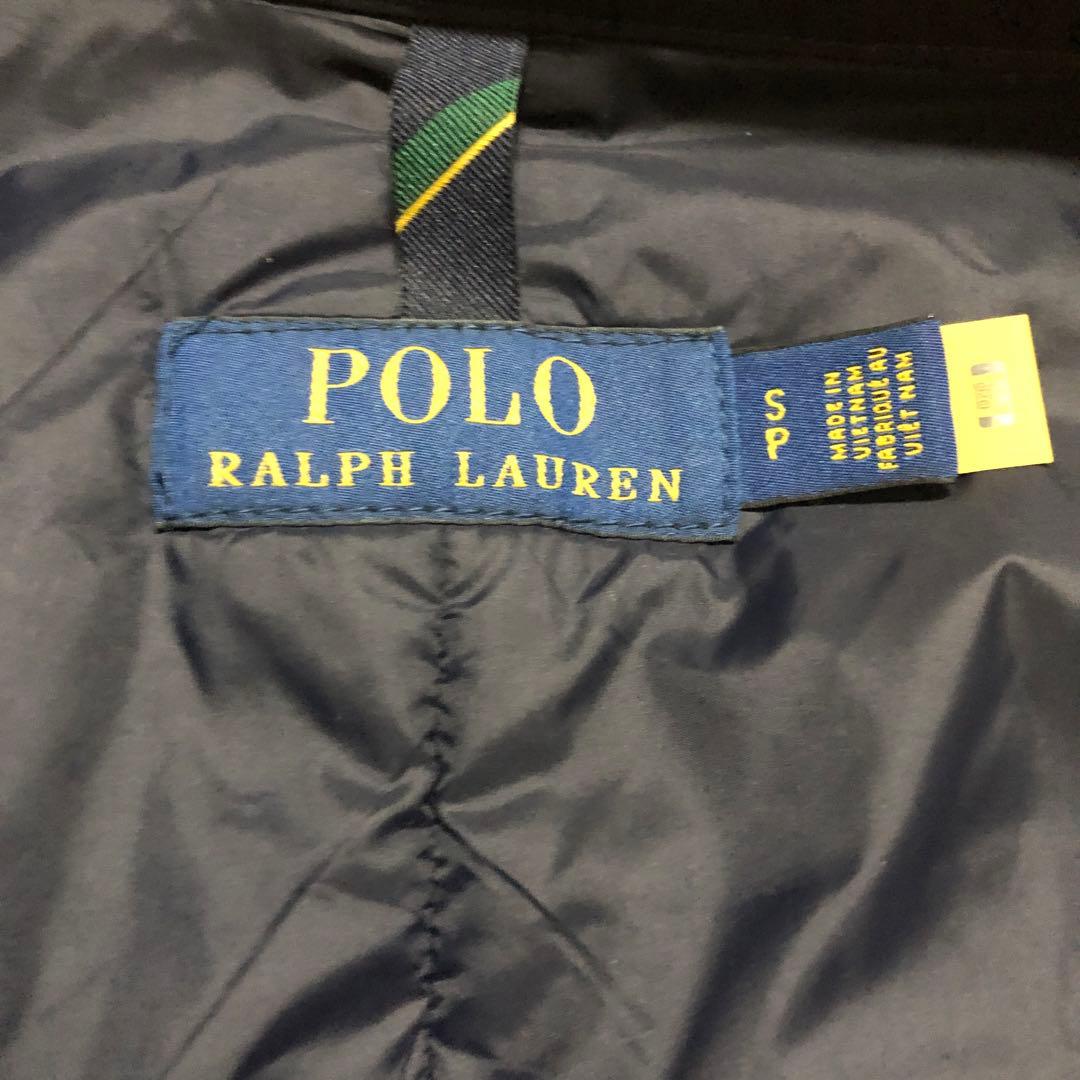 POLO
RALPH LAUREN
S
P
MADE IN
VIETNAM
FABRIQUÉ AU
VIÊT NAM